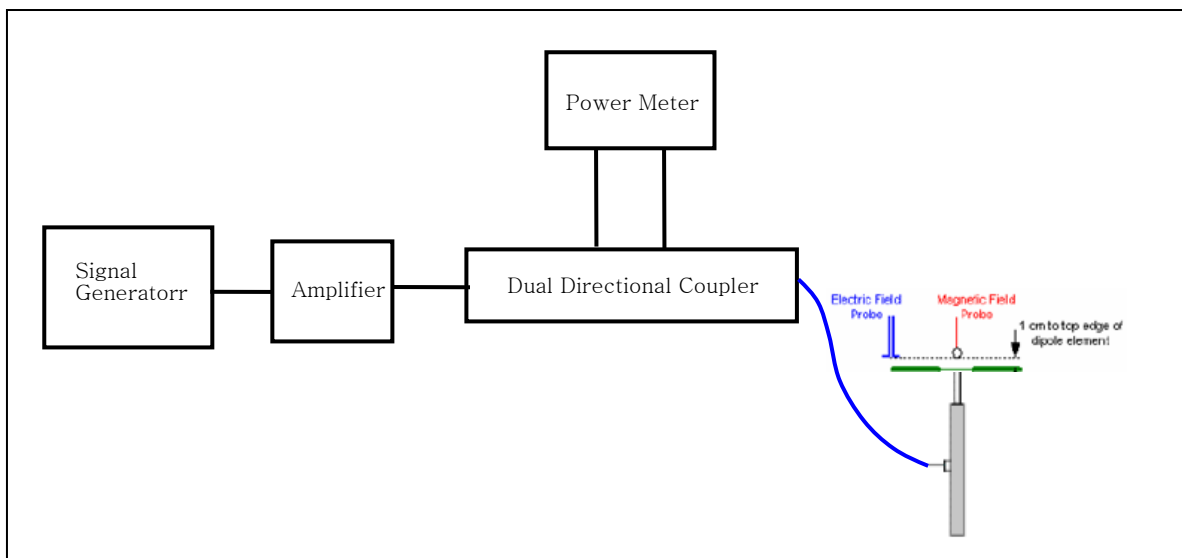 Power Meter
Signal
Generatorr
Amplifier
Dual Directional Coupler
Electric Field
Probe
Magnetic Field
Probe
1 cm to top edge of
dipole element